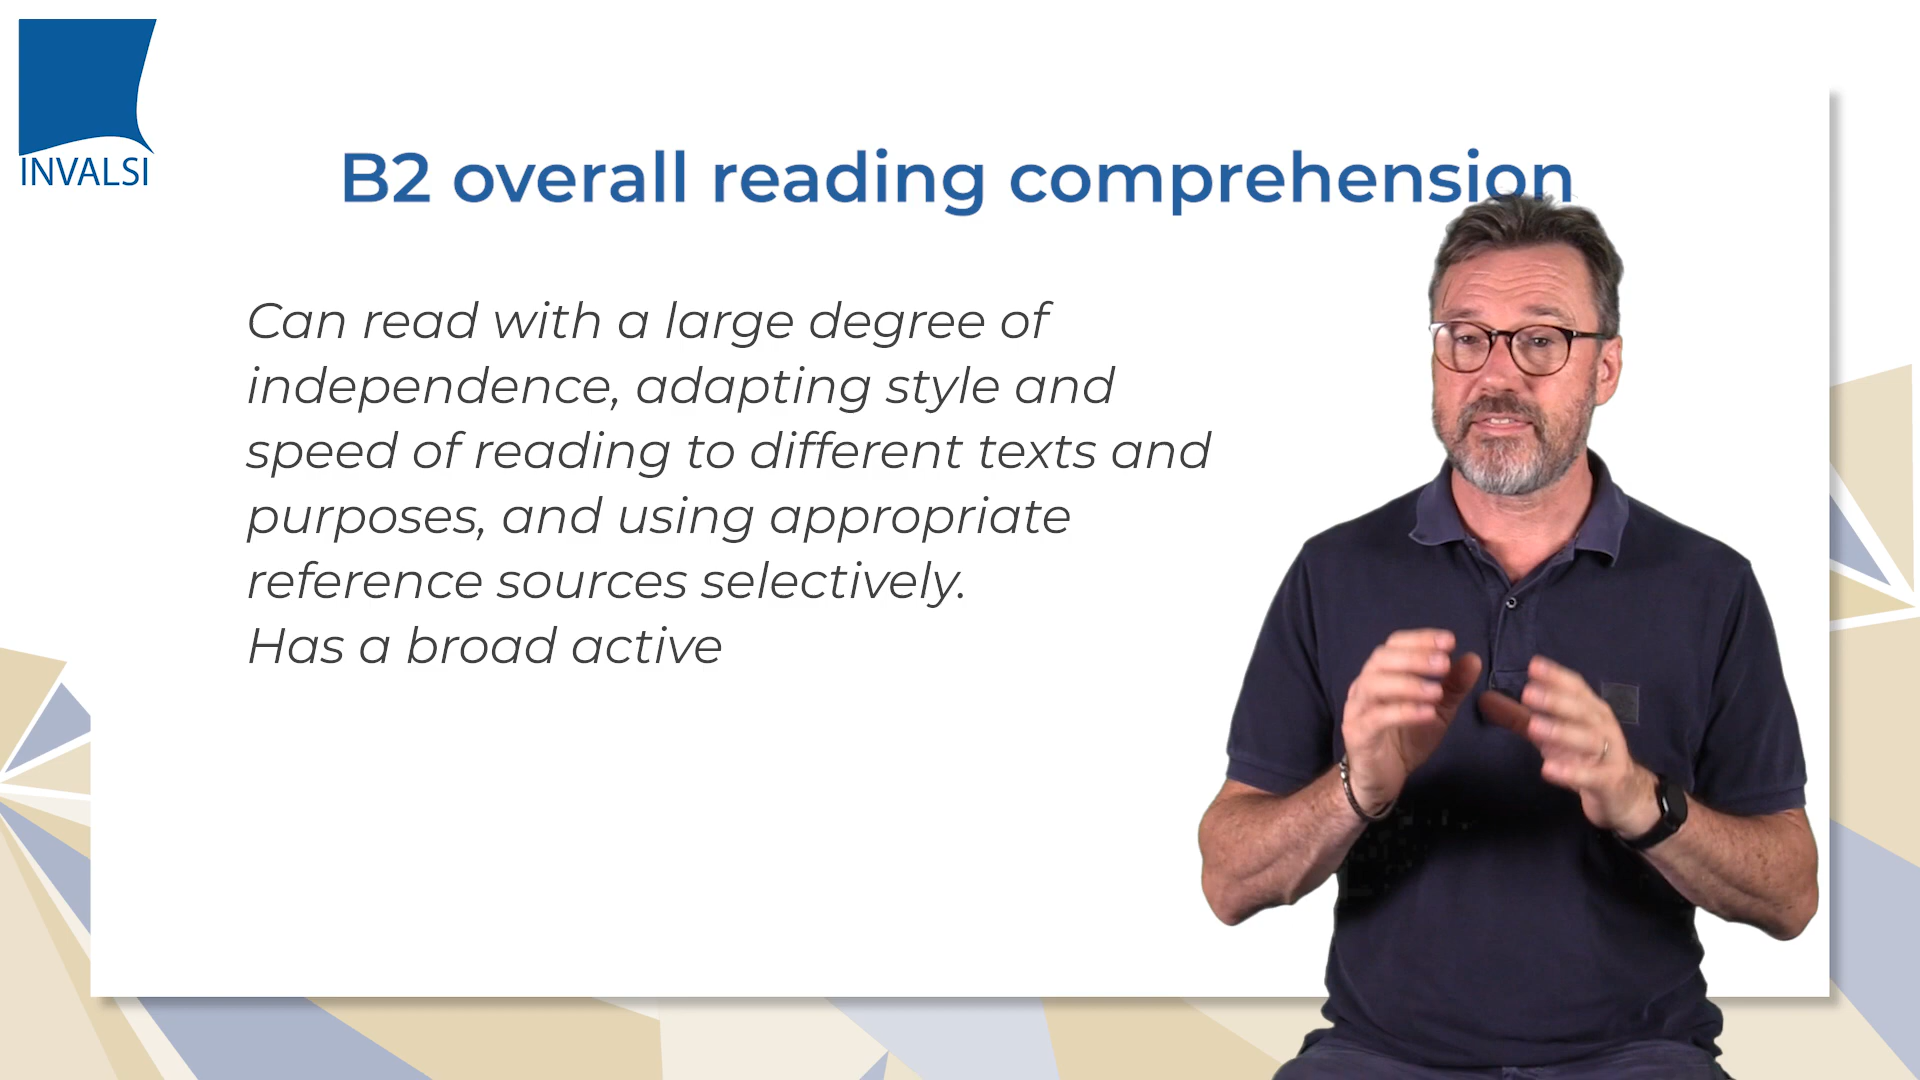 INVALSI
B2 overall reading comprehension
Can read with a large degree of
independence, adapting style and
speed of reading to different texts and
purposes, and using appropriate
reference sources selectively.
Has a broad active